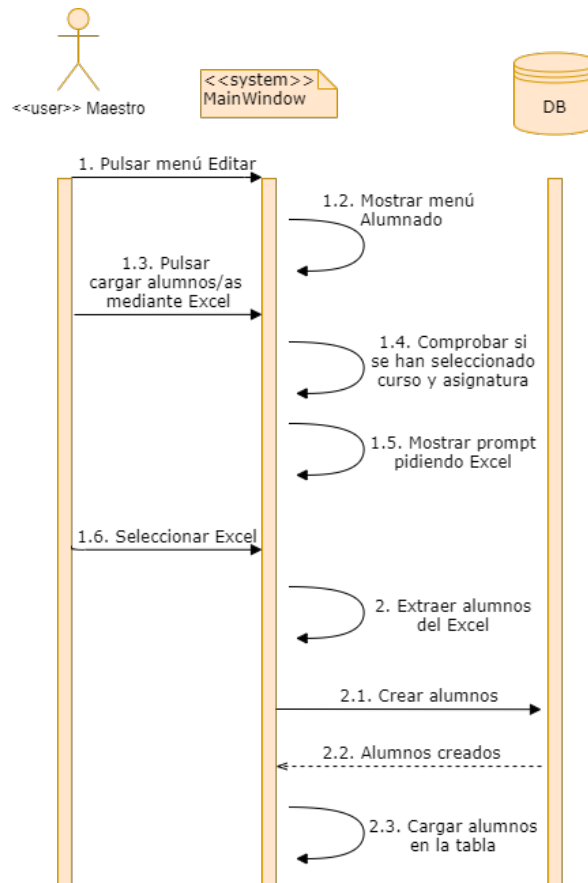 <<user>> Maestro
<<system>>
MainWindow
DB
1. Pulsar menú Editar
1.2. Mostrar menú
Alumnado
1.3. Pulsar
cargar alumnos/as
mediante Excel
1.4. Comprobar si
se han seleccionado
curso y asignatura
1.5. Mostrar prompt
pidiendo Excel
1.6. Seleccionar Excel
2. Extraer alumnos
del Excel
2.1. Crear alumnos
2.2. Alumnos creados
2.3. Cargar alumnos
en la tabla